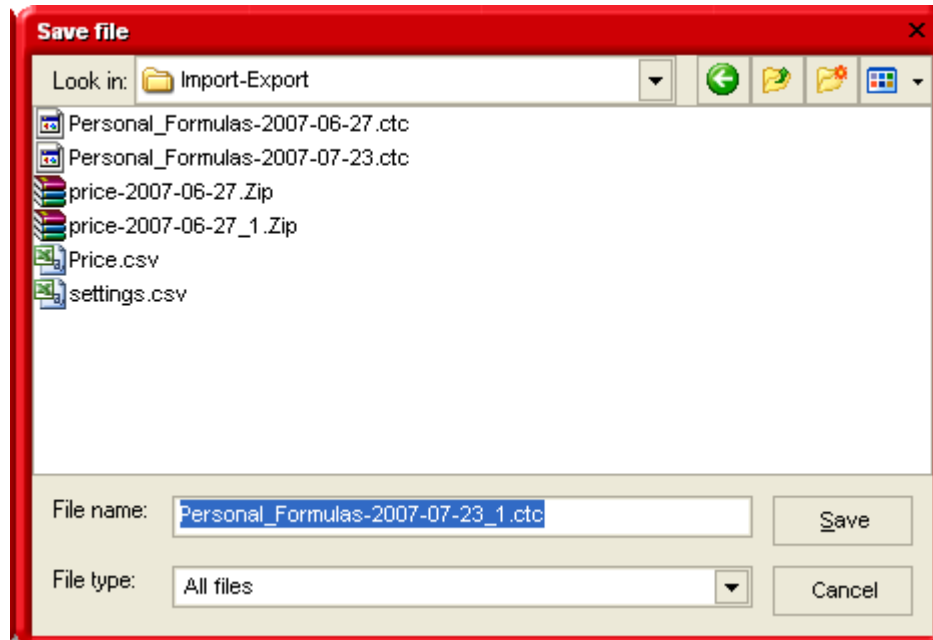 Save file
Look in: Import-Export
Personal_Formulas-2007-06-27.ctc
Personal_Formulas-2007-07-23.ctc
price-2007-06-27.Zip
price-2007-06-27_1.Zip
Price.csv
settings.csv
File name: Personal_Formulas-2007-07-23_1.ctc Save
File type: All files Cancel